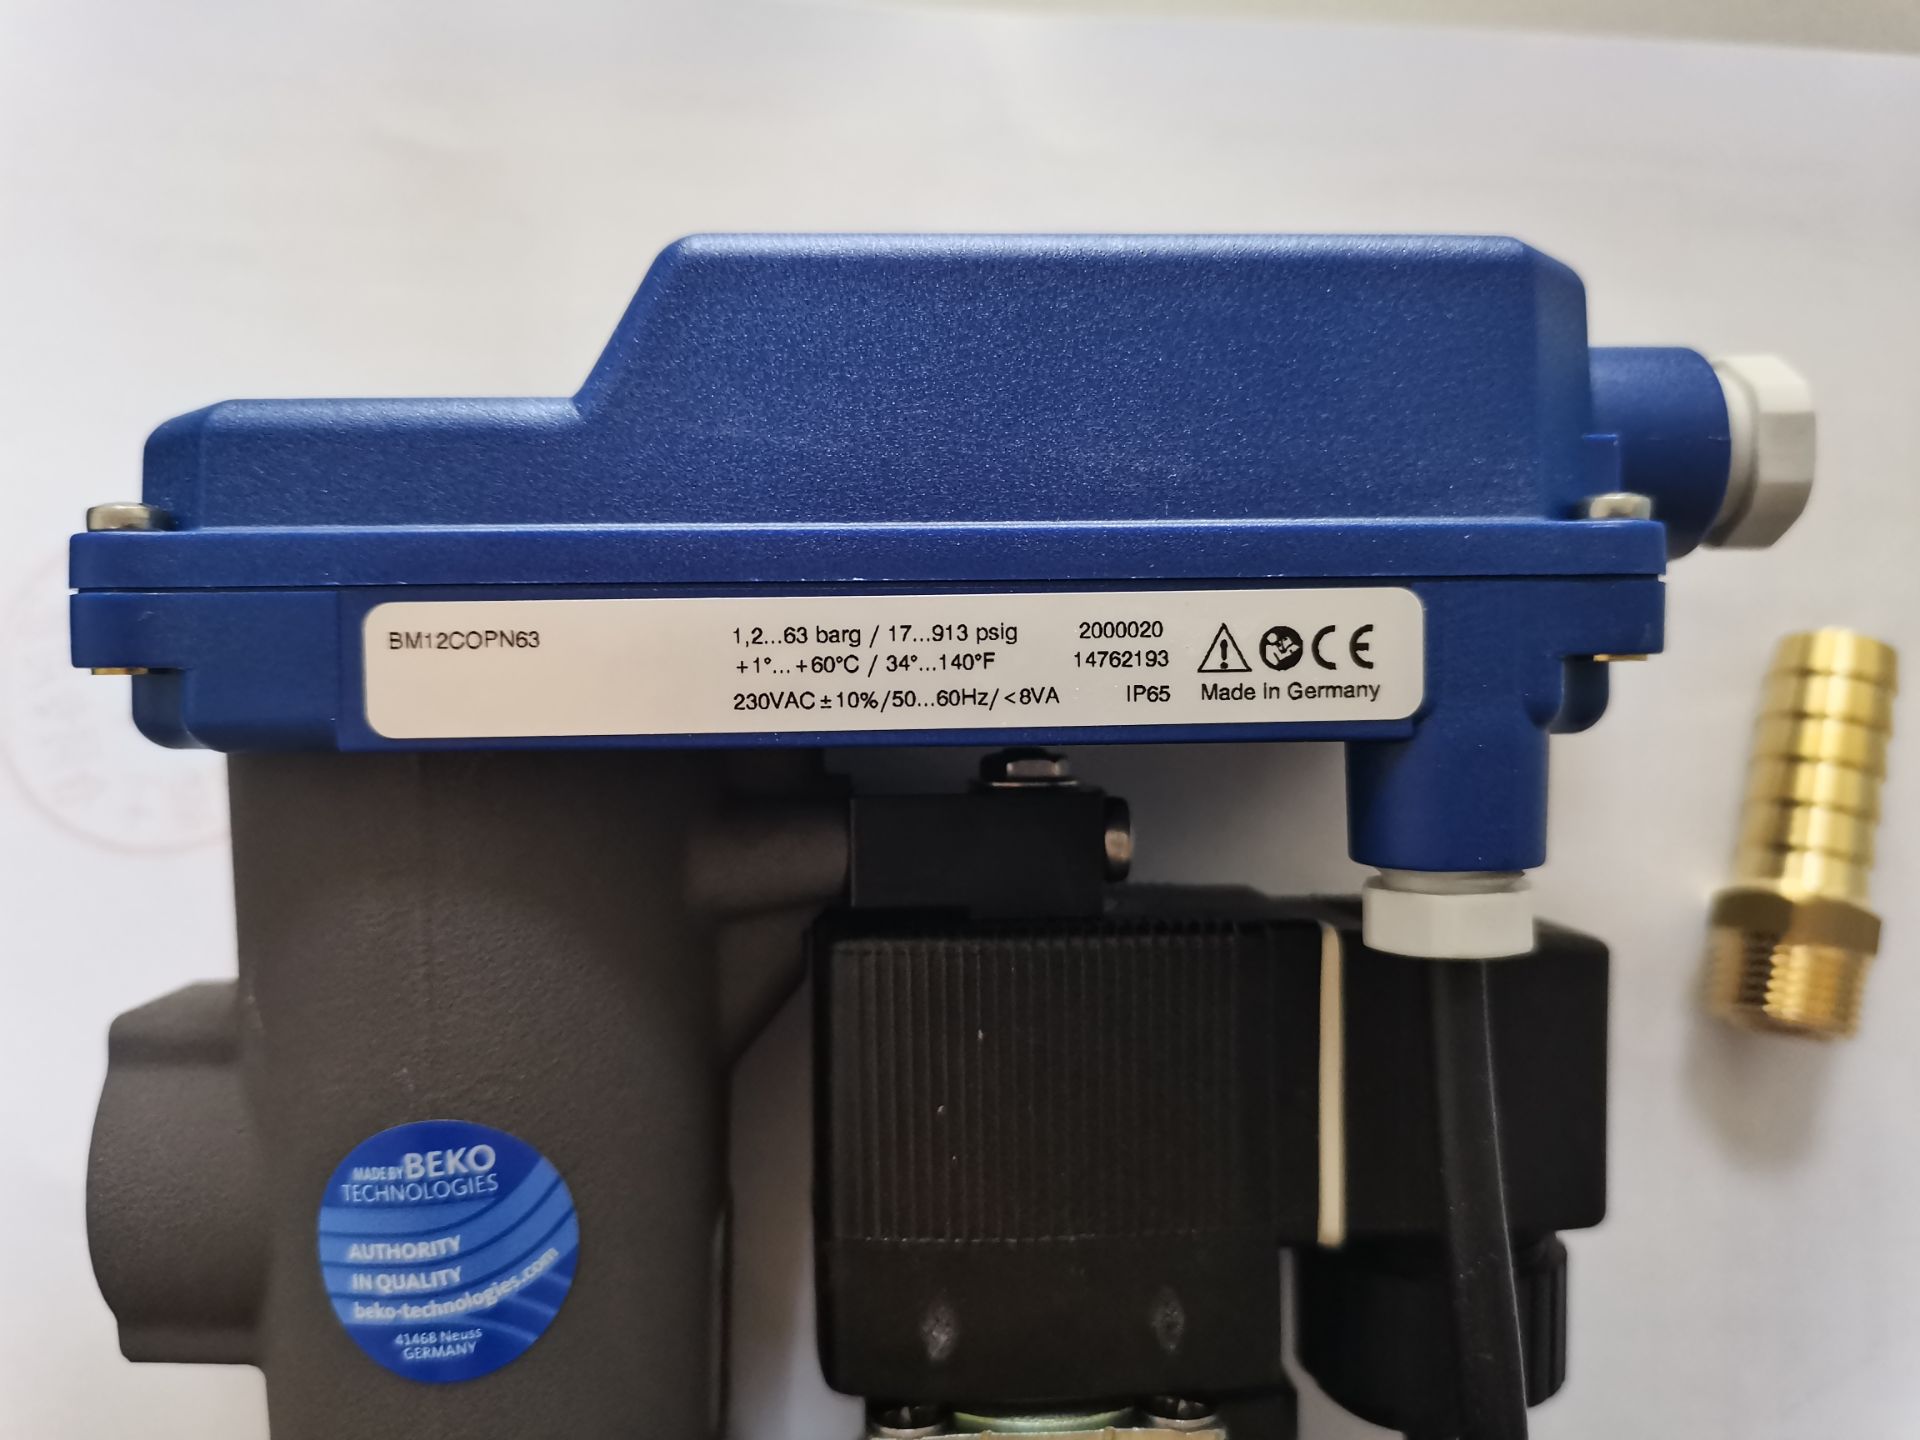 BM12COPN63
1,2...63 barg / 17...913 psig
+1°... +60°C / 34°...140°F
230VAC ± 10%/50...60Hz/ <8VA
2000020
14762193
IP65
CE
Made in Germany
MADE BY BEKO
TECHNOLOGIES
AUTHORITY
IN QUALITY
beko-technologies.com
41468 Neuss
GERMANY